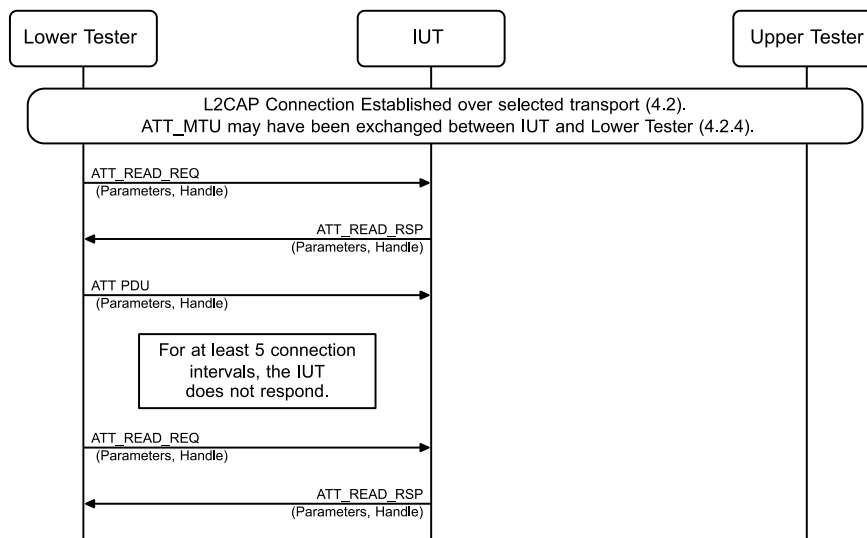 Lower Tester
IUT
Upper Tester
L2CAP Connection Established over selected transport (4.2).
ATT_MTU may have been exchanged between IUT and Lower Tester (4.2.4).
ATT_READ_REQ
(Parameters, Handle)
ATT_READ_RSP
(Parameters, Handle)
ATT PDU
(Parameters, Handle)
For at least 5 connection
intervals, the IUT
does not respond.
ATT_READ_REQ
(Parameters, Handle)
ATT_READ_RSP
(Parameters, Handle)